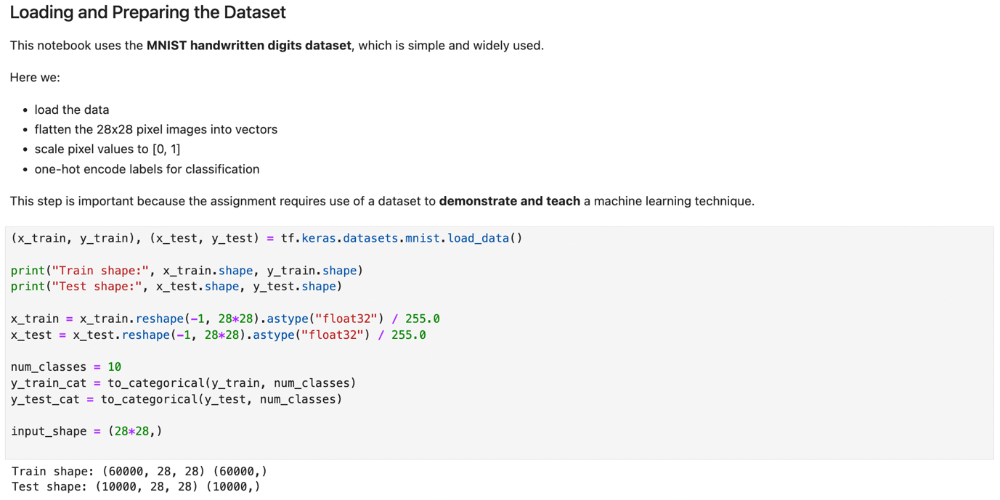 Loading and Preparing the Dataset
This notebook uses the MNIST handwritten digits dataset, which is simple and widely used.
Here we:
• load the data
• flatten the 28x28 pixel images into vectors
• scale pixel values to [0, 1]
• one-hot encode labels for classification
This step is important because the assignment requires use of a dataset to demonstrate and teach a machine learning technique.
(x_train, y_train), (x_test, y_test) = tf.keras.datasets.mnist.load_data()
print("Train shape:", x_train.shape, y_train.shape)
print("Test shape:", x_test.shape, y_test.shape)
x_train = x_train.reshape(-1, 28*28).astype("float32") / 255.0
x_test = x_test.reshape(-1, 28*28).astype("float32") / 255.0
num_classes = 10
y_train_cat = to_categorical(y_train, num_classes)
y_test_cat = to_categorical(y_test, num_classes)
input_shape = (28*28,)
Train shape: (60000, 28, 28) (60000,)
Test shape: (10000, 28, 28) (10000,)